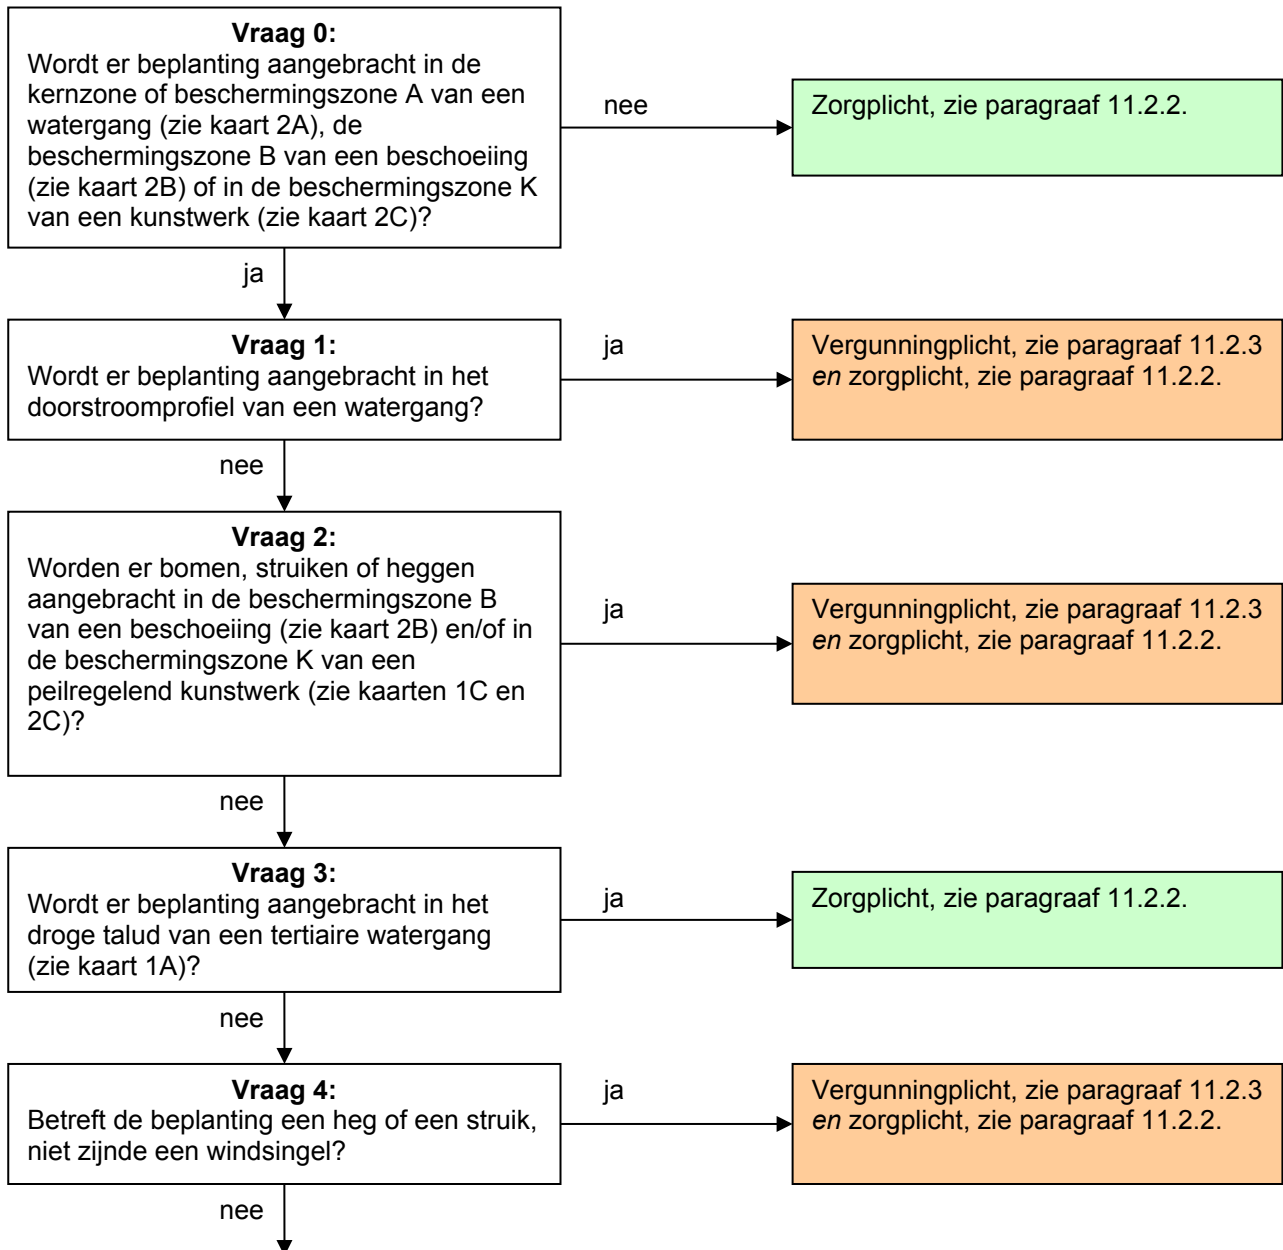 Vraag 0:
Wordt er beplanting aangebracht in de
kernzone of beschermingszone A van een
watergang (zie kaart 2A), de
beschermingszone B van een beschoeiing
(zie kaart 2B) of in de beschermingszone K
van een kunstwerk (zie kaart 2C)?
nee
Zorgplicht, zie paragraaf 11.2.2.
ja
Vraag 1:
Wordt er beplanting aangebracht in het
doorstroomprofiel van een watergang?
ja
Vergunningplicht, zie paragraaf 11.2.3
en zorgplicht, zie paragraaf 11.2.2.
nee
Vraag 2:
Worden er bomen, struiken of heggen
aangebracht in de beschermingszone B
van een beschoeiing (zie kaart 2B) en/of in
de beschermingszone K van een
peilregelend kunstwerk (zie kaarten 1C en
2C)?
ja
Vergunningplicht, zie paragraaf 11.2.3
en zorgplicht, zie paragraaf 11.2.2.
nee
Vraag 3:
Wordt er beplanting aangebracht in het
droge talud van een tertiaire watergang
(zie kaart 1A)?
ja
Zorgplicht, zie paragraaf 11.2.2.
nee
Vraag 4:
Betreft de beplanting een heg of een struik,
niet zijnde een windsingel?
ja
Vergunningplicht, zie paragraaf 11.2.3
en zorgplicht, zie paragraaf 11.2.2.
nee